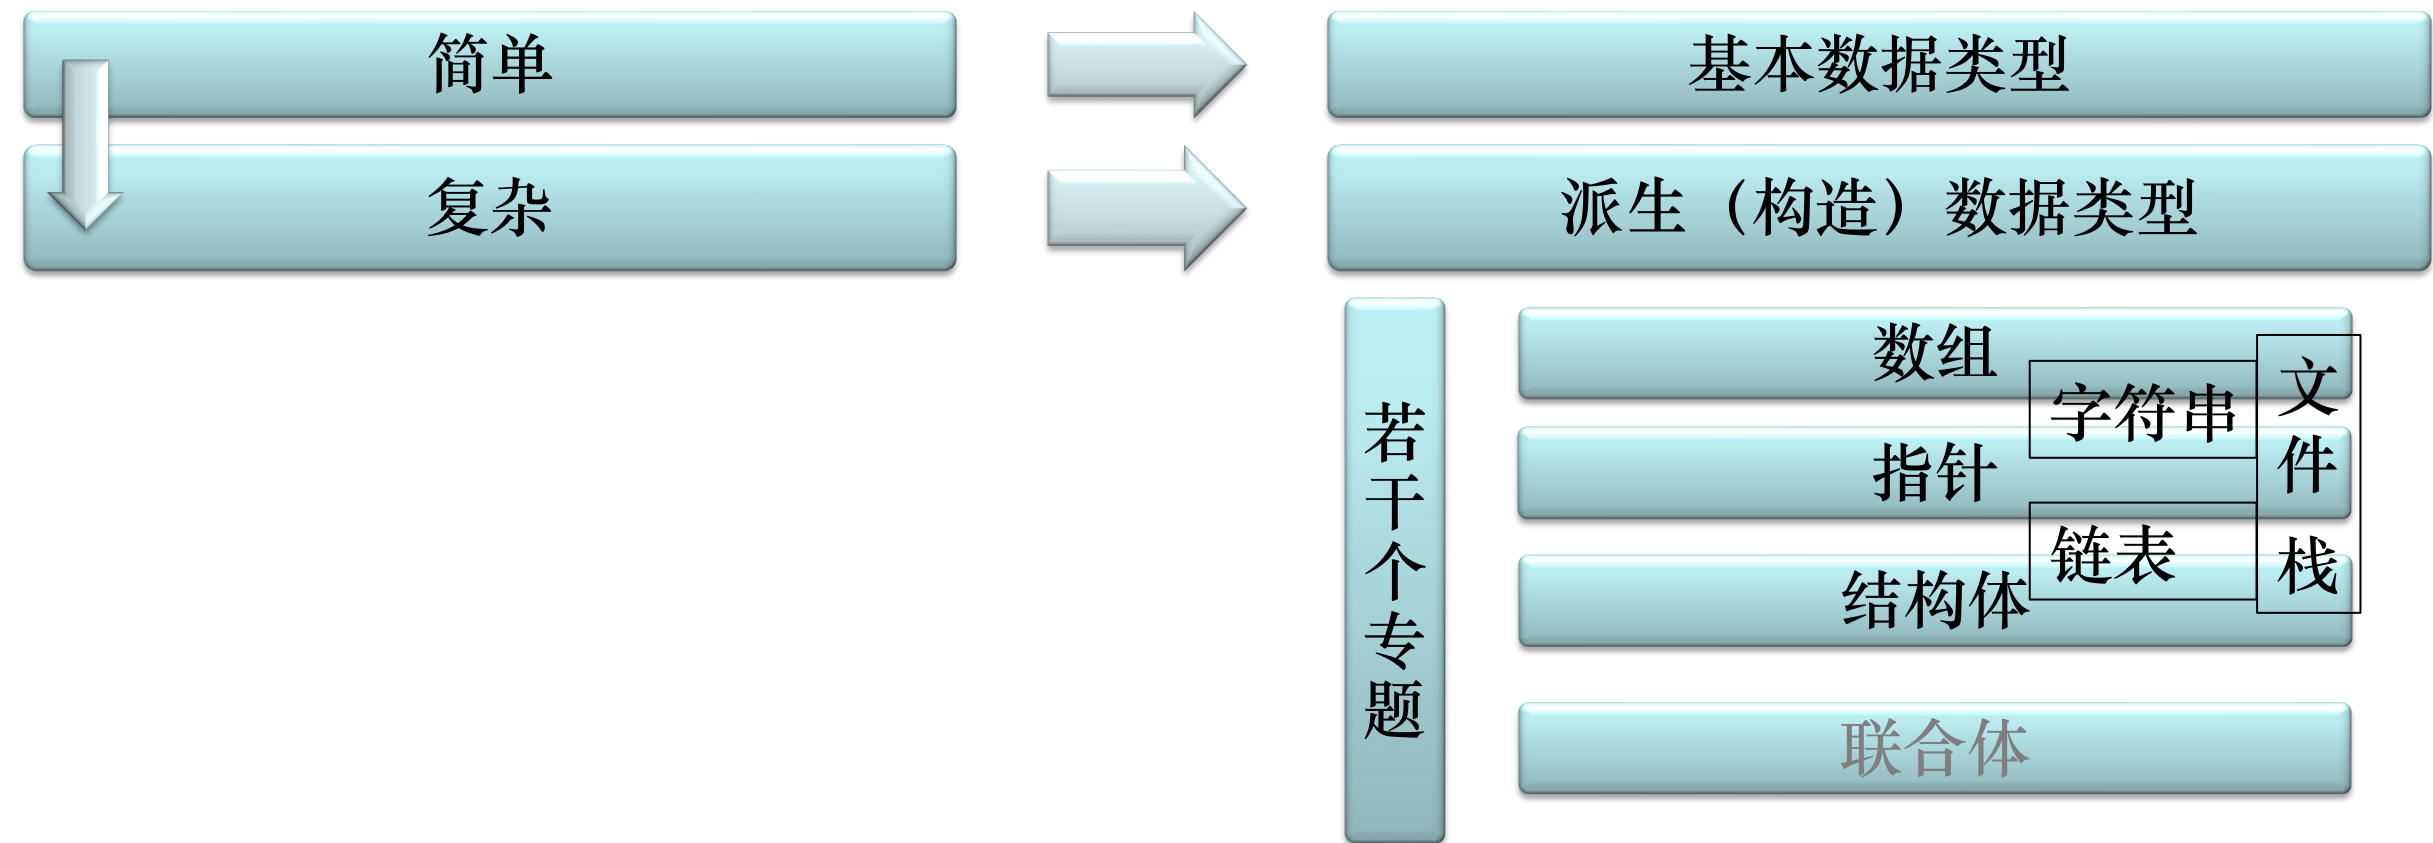 简单
基本数据类型
复杂
派生（构造）数据类型
若干个专题
数组
字符串
文件栈
指针
链表
结构体
联合体